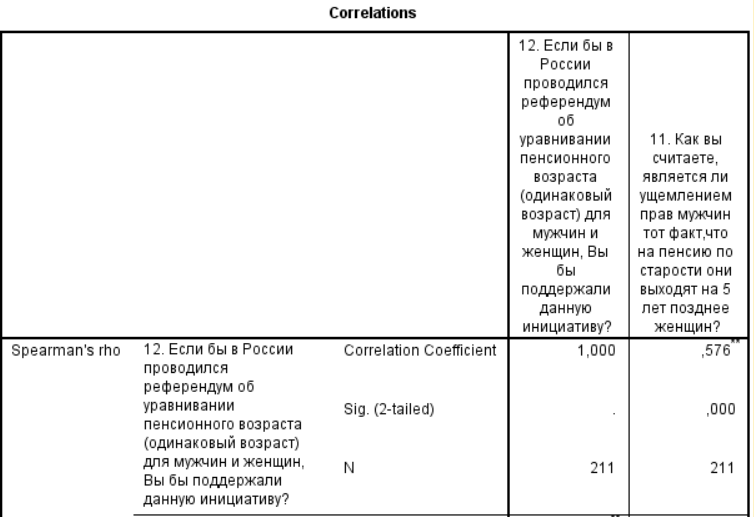 Correlations
12. Если бы в
России
проводился
референдум
об
уравнивании
пенсионного
возраста
(одинаковый
возраст) для
мужчин и
женщин, Вы
бы
поддержали
данную
инициативу?
11. Как вы
считаете,
является ли
ущемлением
прав мужчин
тот факт,что
на пенсию по
старости они
выходят на 5
лет позднее
женщин?
Spearman's rho
12. Если бы в России
проводился
референдум об
уравнивании
пенсионного возраста
(одинаковый возраст)
для мужчин и женщин,
Вы бы поддержали
данную инициативу?
Correlation Coefficient 1,000 ,576**
Sig. (2-tailed) . ,000
N 211 211
**